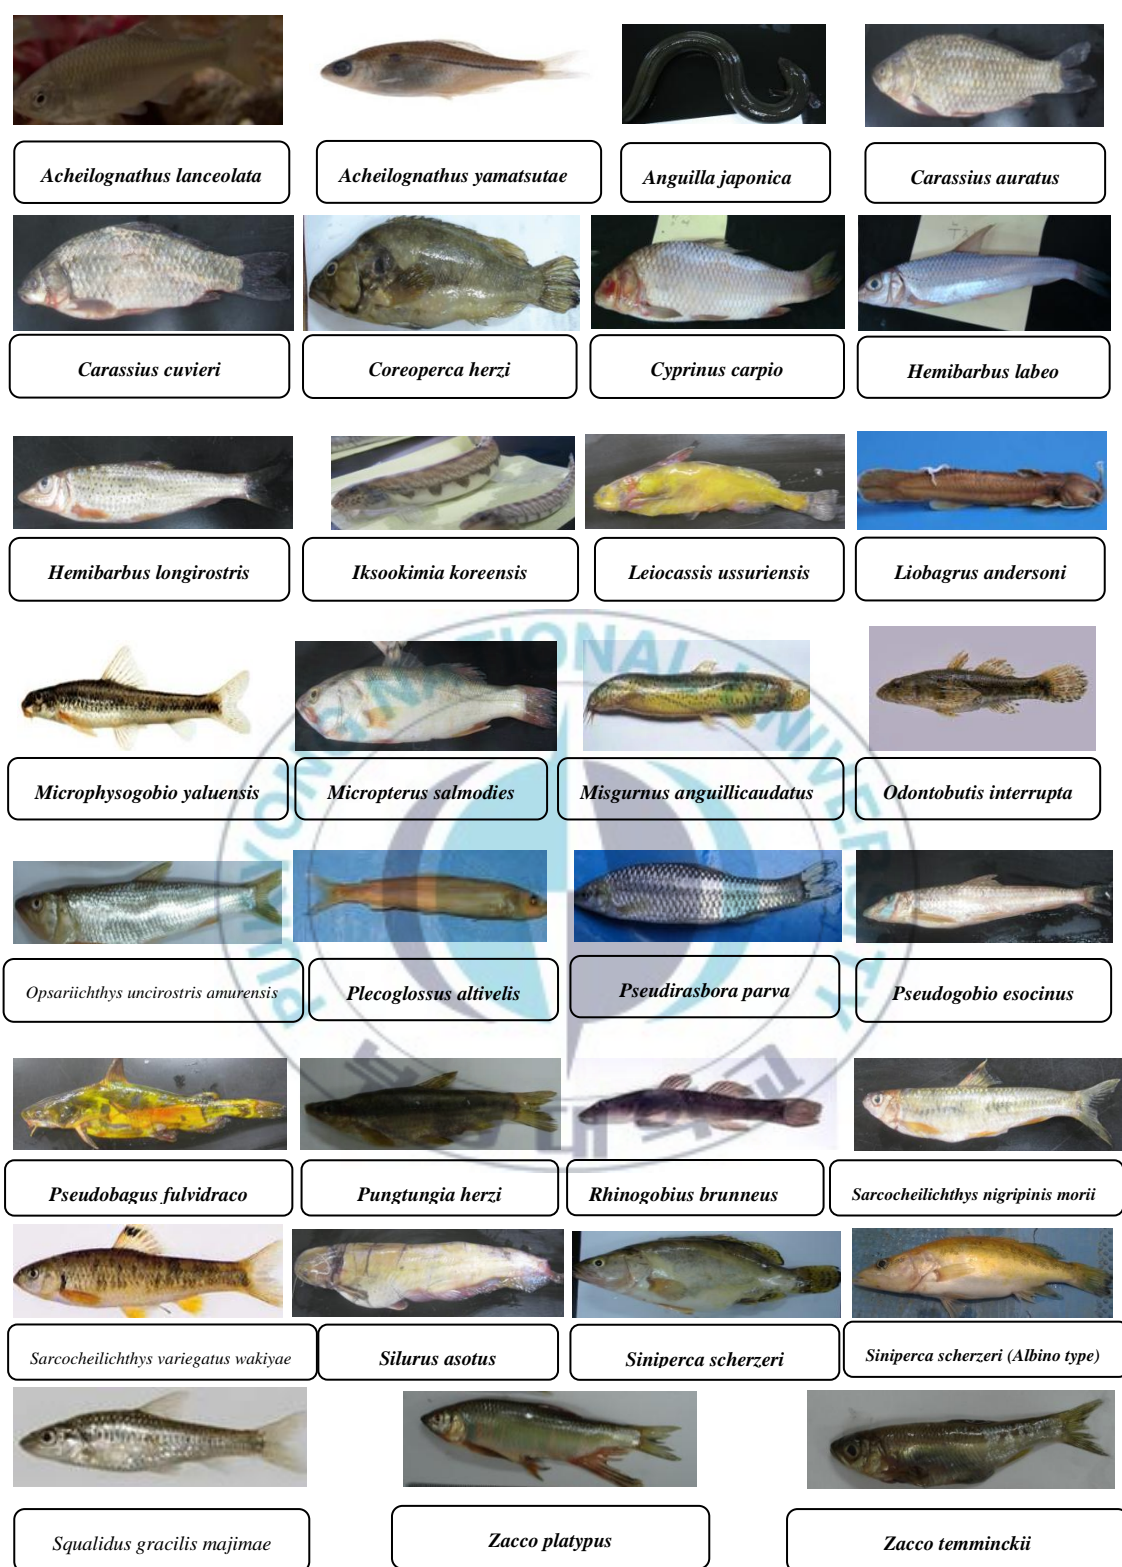 Acheilognathus lanceolata
Acheilognathus yamatsutae
Anguilla japonica
Carassius auratus
Carassius cuvieri
Coreoperca herzi
Cyprinus carpio
Hemibarbus labeo
Hemibarbus longirostris
Iksookimia koreensis
Leiocassis ussuriensis
Liobagrus andersoni
Microphysogobio yaluensis
Micropterus salmodies
Misgurnus anguillicaudatus
Odontobutis interrupta
Opsariichthys uncirostris amurensis
Plecoglossus altivelis
Pseudirasbora parva
Pseudogobio esocinus
Pseudobagus fulvidraco
Pungtungia herzi
Rhinogobius brunneus
Sarcocheilichthys nigripinis morii
Sarcocheilichthys variegatus wakiyae
Silurus asotus
Siniperca scherzeri
Siniperca scherzeri (Albino type)
Squalidus gracilis majimae
Zacco platypus
Zacco temminckii
PUKYONG NATIONAL UNIVERSITY